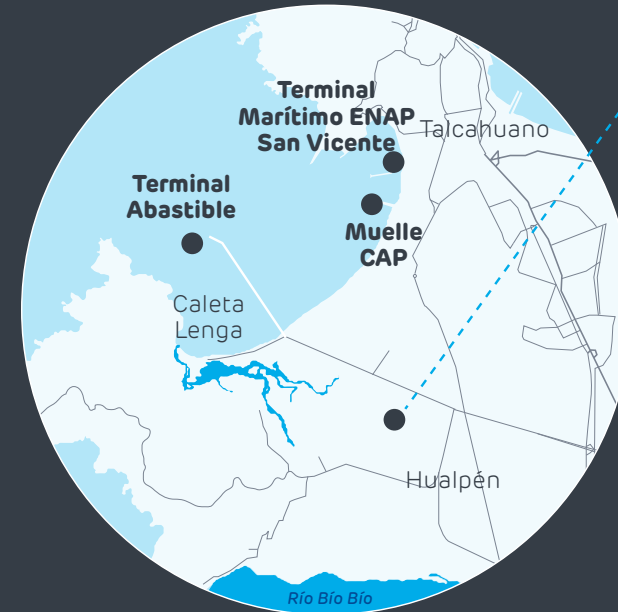 Terminal
Marítimo ENAP
San Vicente
Talcahuano
Terminal
Abastible
Muelle
CAP
Caleta
Lenga
Hualpén
Río Bío Bío